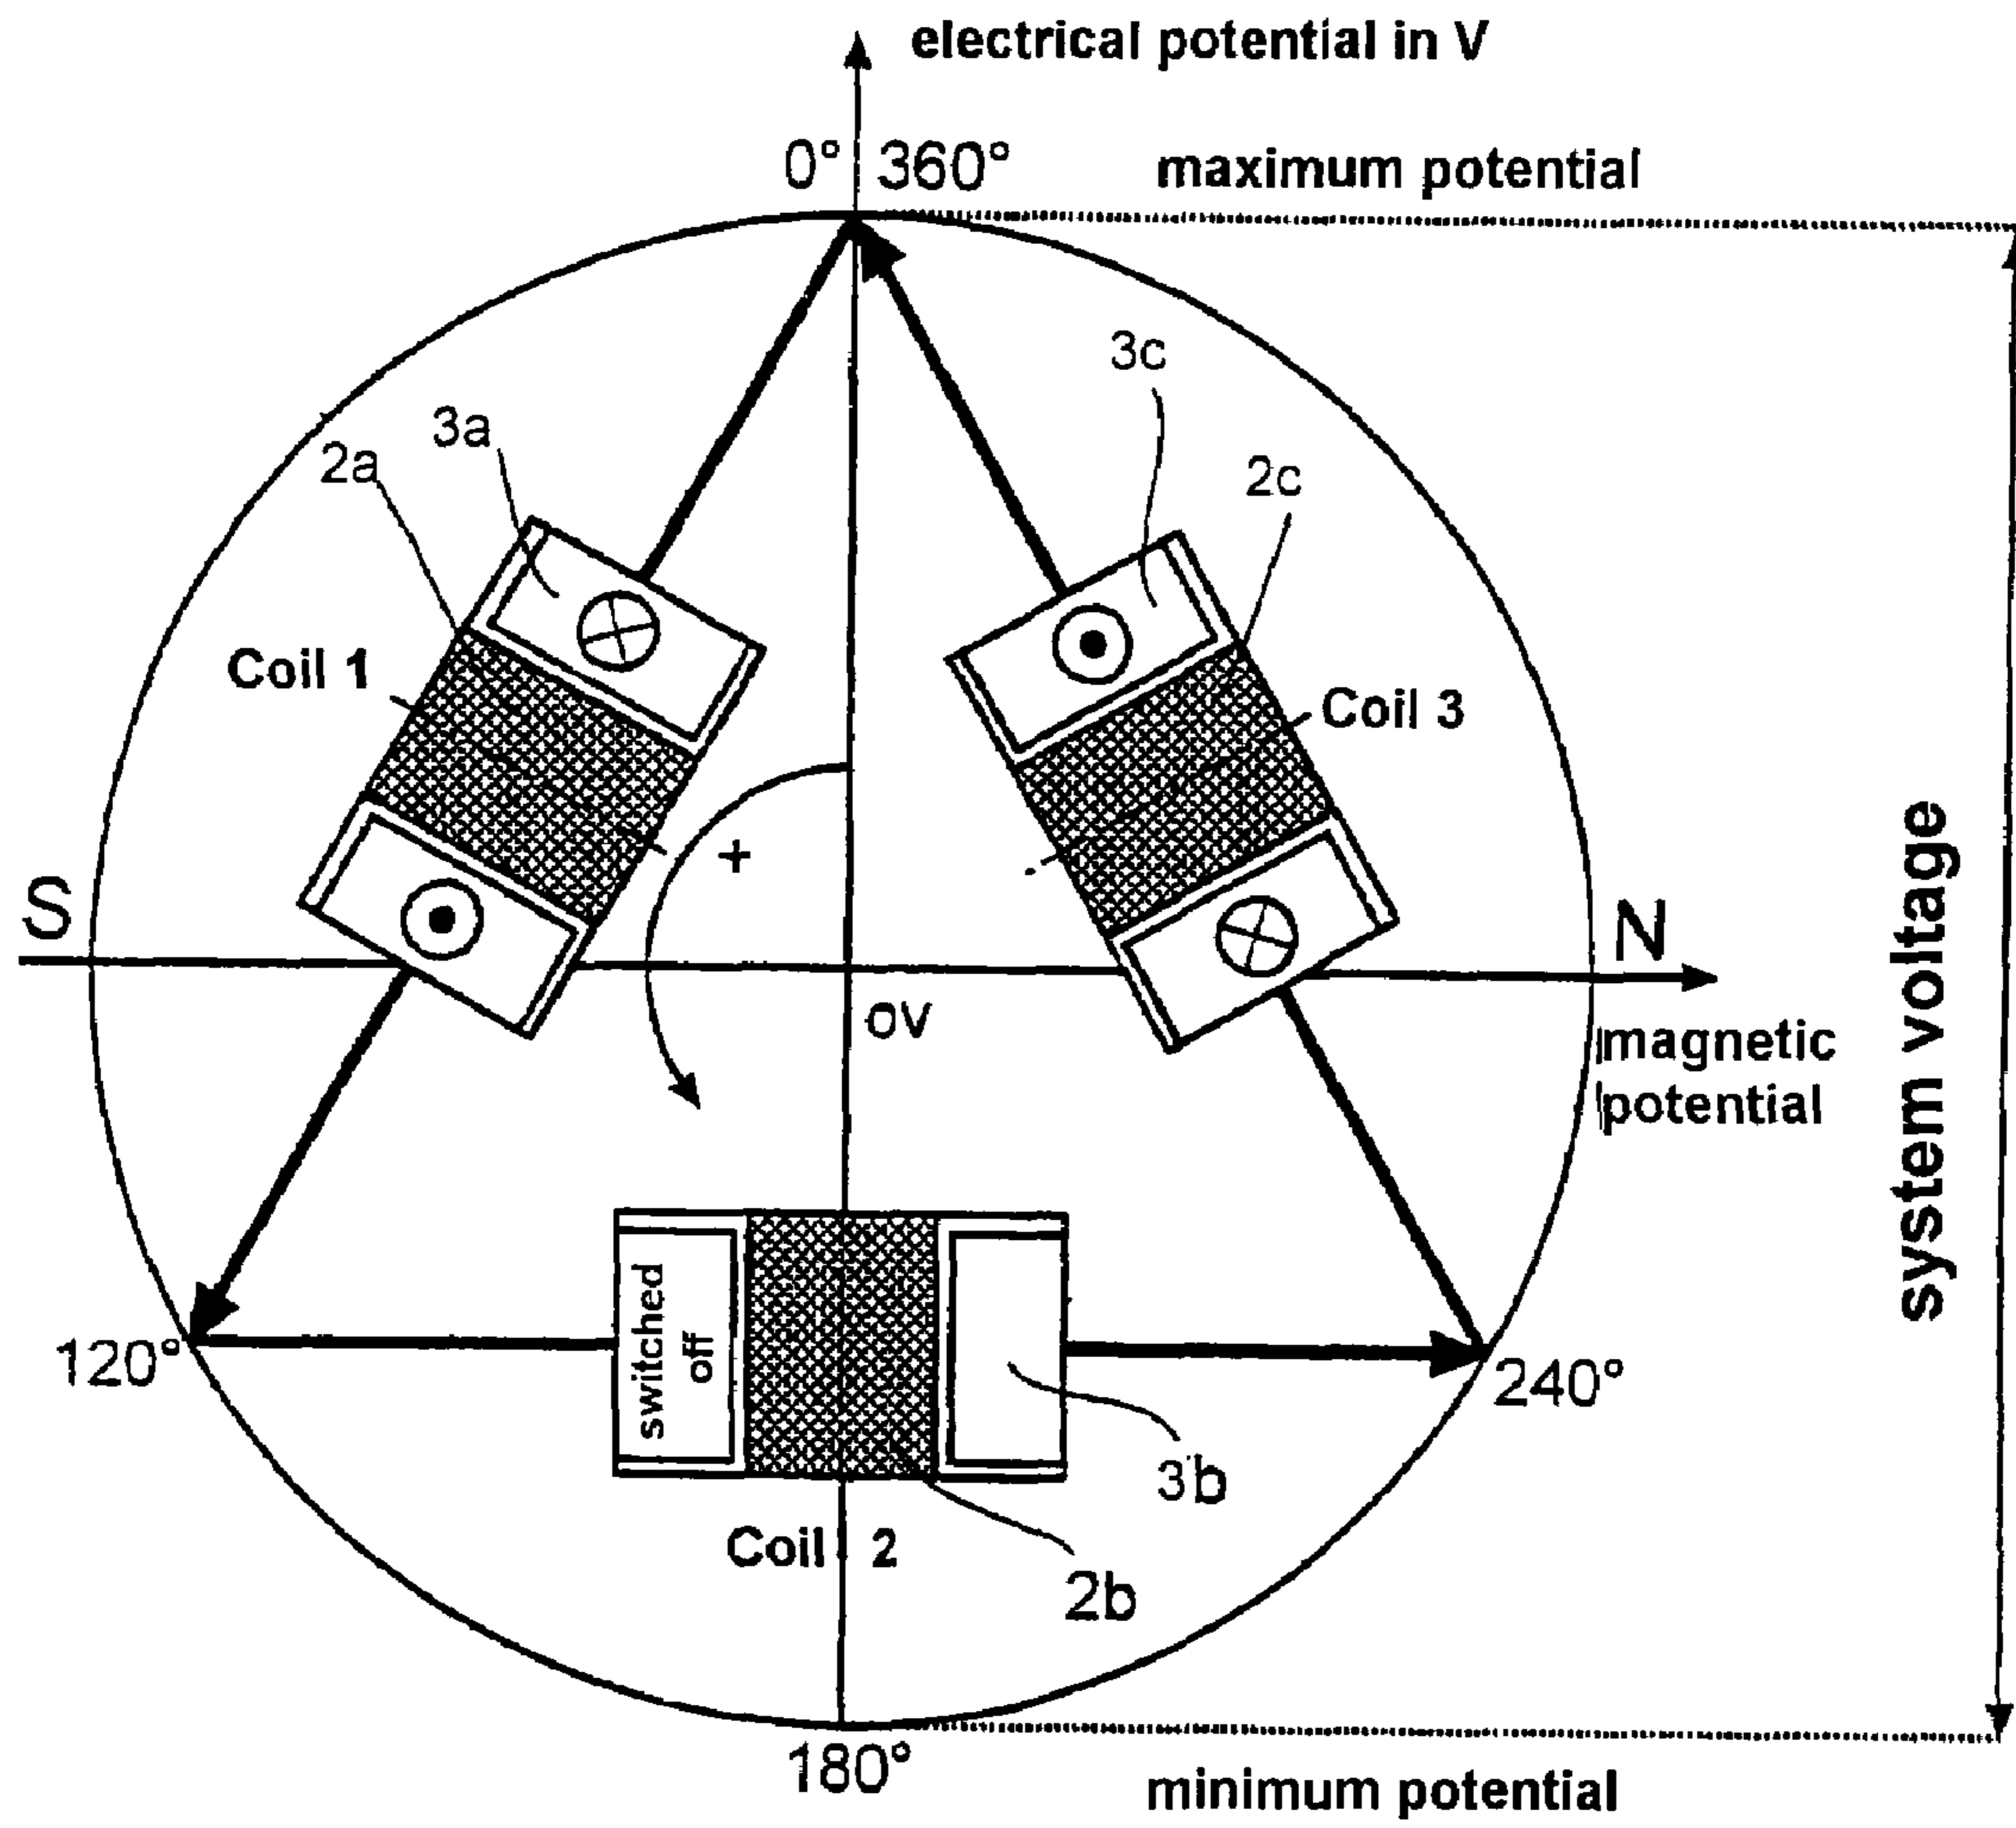 electrical potential in V
0° 360°
maximum potential
3c
3a
2a
2c
Coil 1
Coil 3
+
-
S
N
0V
magnetic
potential
system voltage
switched
off
120°
240°
3b
Coil 2
2b
180°
minimum potential